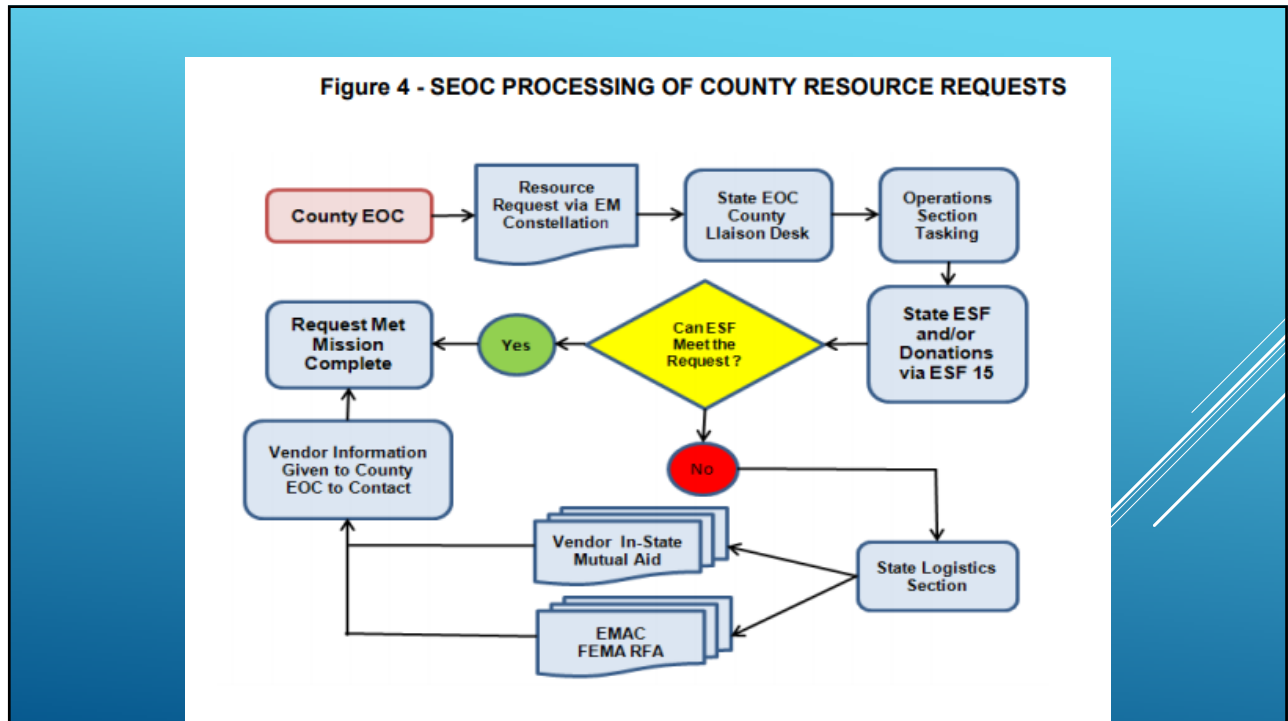 Figure 4 - SEOC PROCESSING OF COUNTY RESOURCE REQUESTS
County EOC
Resource
Request via EM
Constellation
State EOC
County
LIaison Desk
Operations
Section
Tasking
State ESF
and/or
Donations
via ESF 15
Can ESF
Meet the
Request ?
Yes
Request Met
Mission
Complete
No
State Logistics
Section
Vendor In-State
Mutual Aid
EMAC
FEMA RFA
Vendor Information
Given to County
EOC to Contact